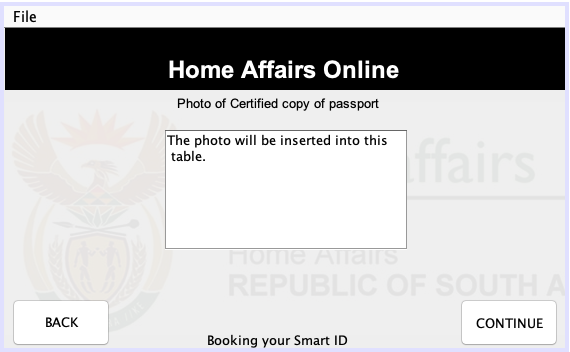 File
Home Affairs Online
Photo of Certified copy of passport
The photo will be inserted into this
table.
affairs
Home Affairs
REPUBLIC OF SOUTH A
BACK
CONTINUE
Booking your Smart ID